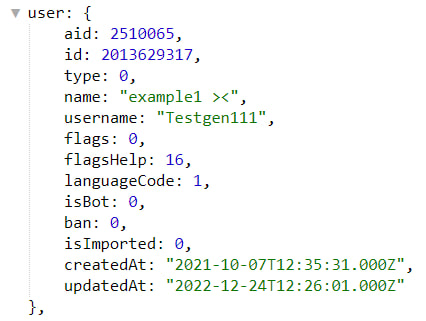 user: {
aid: 2510065,
id: 2013629317,
type: 0,
name: "example1 ><",
username: "Testgen111",
flags: 0,
flagsHelp: 16,
languageCode: 1,
isBot: 0,
ban: 0,
isImported: 0,
createdAt: "2021-10-07T12:35:31.000Z",
updatedAt: "2022-12-24T12:26:01.000Z"
},